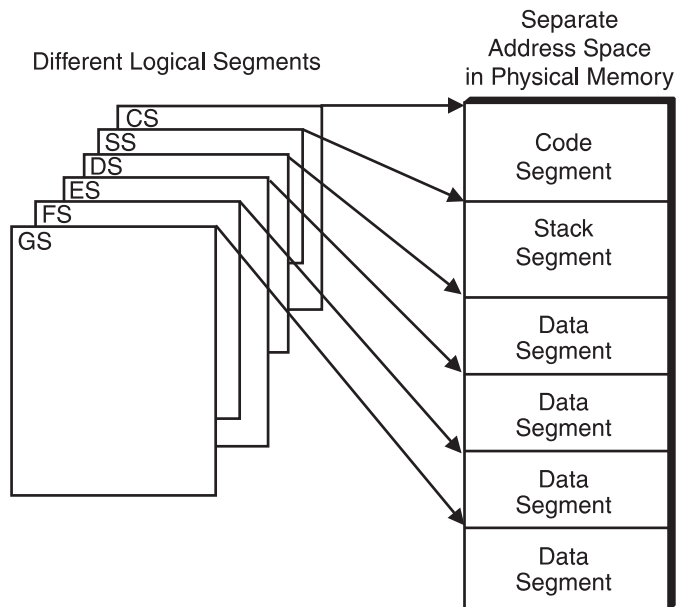 Different Logical Segments
CS
SS
DS
ES
FS
GS
Separate
Address Space
in Physical Memory
Code
Segment
Stack
Segment
Data
Segment
Data
Segment
Data
Segment
Data
Segment